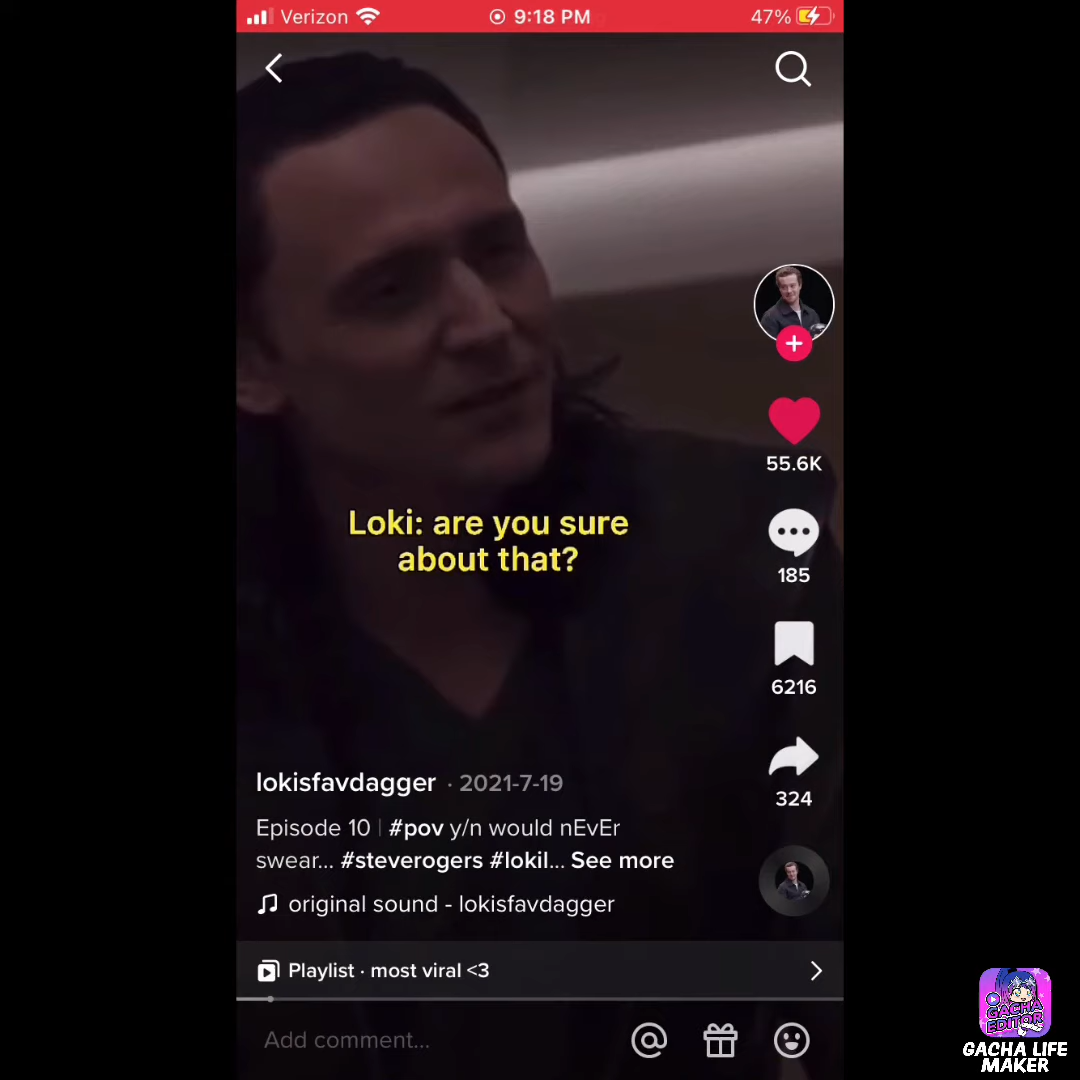 Verizon 9:18 PM 47%
55.6K
Loki: are you sure
about that?
185
6216
324
lokisfavdagger · 2021-7-19
Episode 10 | #pov y/n would nEvEr
swear... #steverogers #lokil... See more
original sound - lokisfavdagger
Playlist · most viral <3
Add comment...
GACHA
EDITOR
GACHA LIFE
MAKER